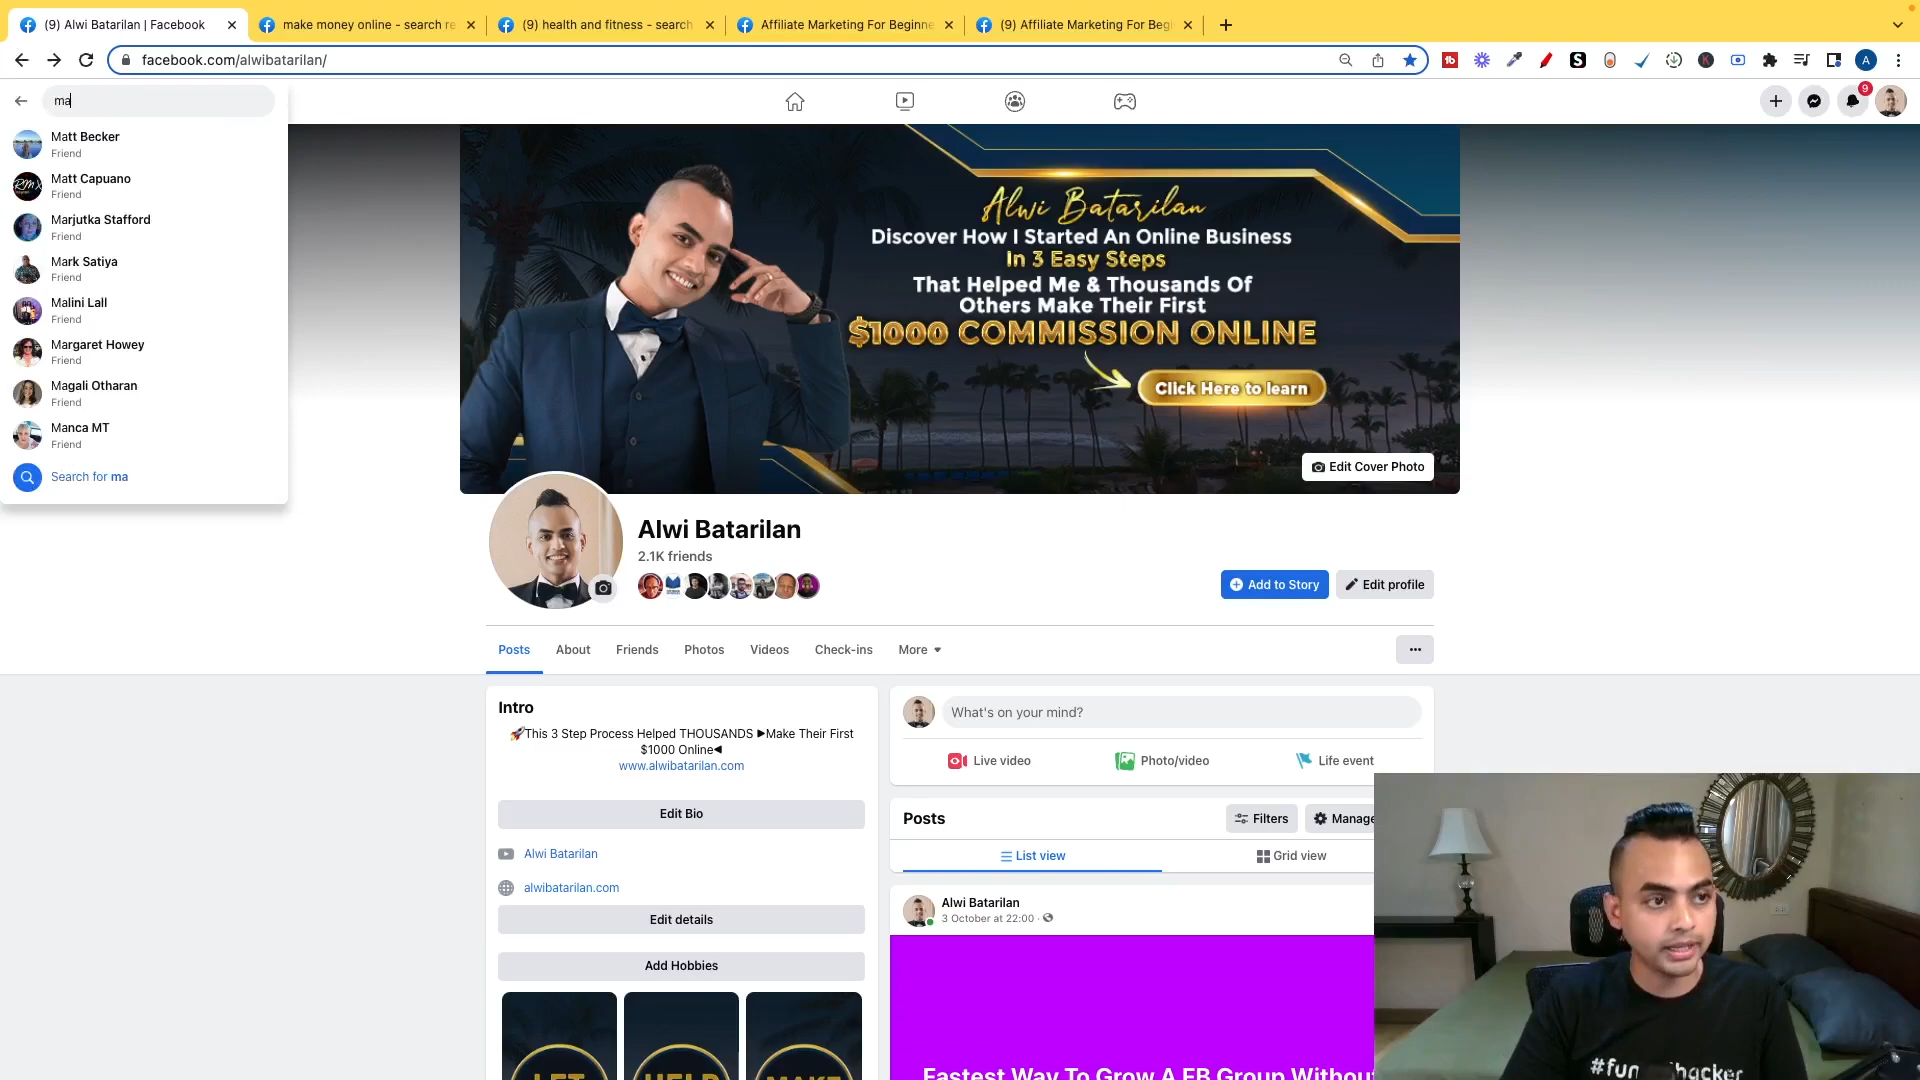 (9) Alwi Batarilan | Facebook
make money online - search re
(9) health and fitness - search
Affiliate Marketing For Beginne
(9) Affiliate Marketing For Beg
facebook.com/alwibatarilan/
A
ma
9
Matt Becker
Friend
Matt Capuano
Friend
Marjutka Stafford
Friend
Mark Satiya
Friend
Malini Lall
Friend
Margaret Howey
Friend
Magali Otharan
Friend
Manca MT
Friend
Search for ma
Alwi Batarilan
Discover How I Started An Online Business
In 3 Easy Steps
That Helped Me & Thousands Of
Others Make Their First
$1000 COMMISSION ONLINE
Click Here to learn
Edit Cover Photo
Alwi Batarilan
2.1K friends
Add to Story
Edit profile
Posts
About
Friends
Photos
Videos
Check-ins
More
Intro
🚀This 3 Step Process Helped THOUSANDS ▶Make Their First
$1000 Online◀
www.alwibatarilan.com
Edit Bio
Alwi Batarilan
alwibatarilan.com
Edit details
Add Hobbies
LET
HELP
MAKE
What's on your mind?
Live video
Photo/video
Life event
Posts
Filters
Manage
List view
Grid view
Alwi Batarilan
3 October at 22:00 ·
Fastest Way To Grow A FB Group Without